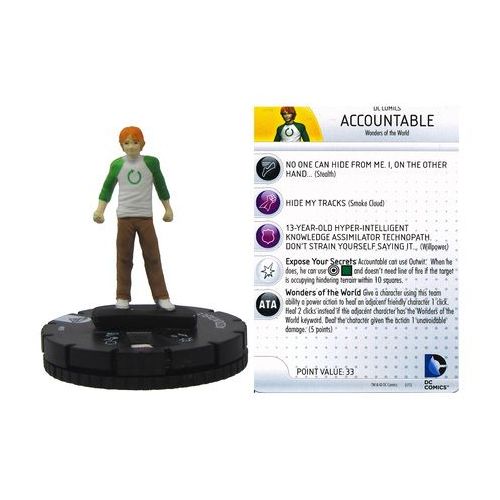 DC COMICS
ACCOUNTABLE
Wonders of the World
NO ONE CAN HIDE FROM ME. I, ON THE OTHER
HAND... (Stealth)
HIDE MY TRACKS (Smoke Cloud)
13-YEAR-OLD HYPER-INTELLIGENT
KNOWLEDGE ASSIMILATOR TECHNOPATH.
DON'T STRAIN YOURSELF SAYING IT... (Willpower)
Expose Your Secrets Accountable can use Outwit. When he
does, he can use and doesn't need line of fire if the target
is occupying hindering terrain within 10 squares.
ATA
Wonders of the World Give a character using this team
ability a power action to heal an adjacent friendly character 1 click.
Heal 2 clicks instead if the adjacent character has the Wonders of
the World keyword. Deal the character given the action 1 unavoidable
damage. (5 points)
POINT VALUE: 33
DC
COMICS